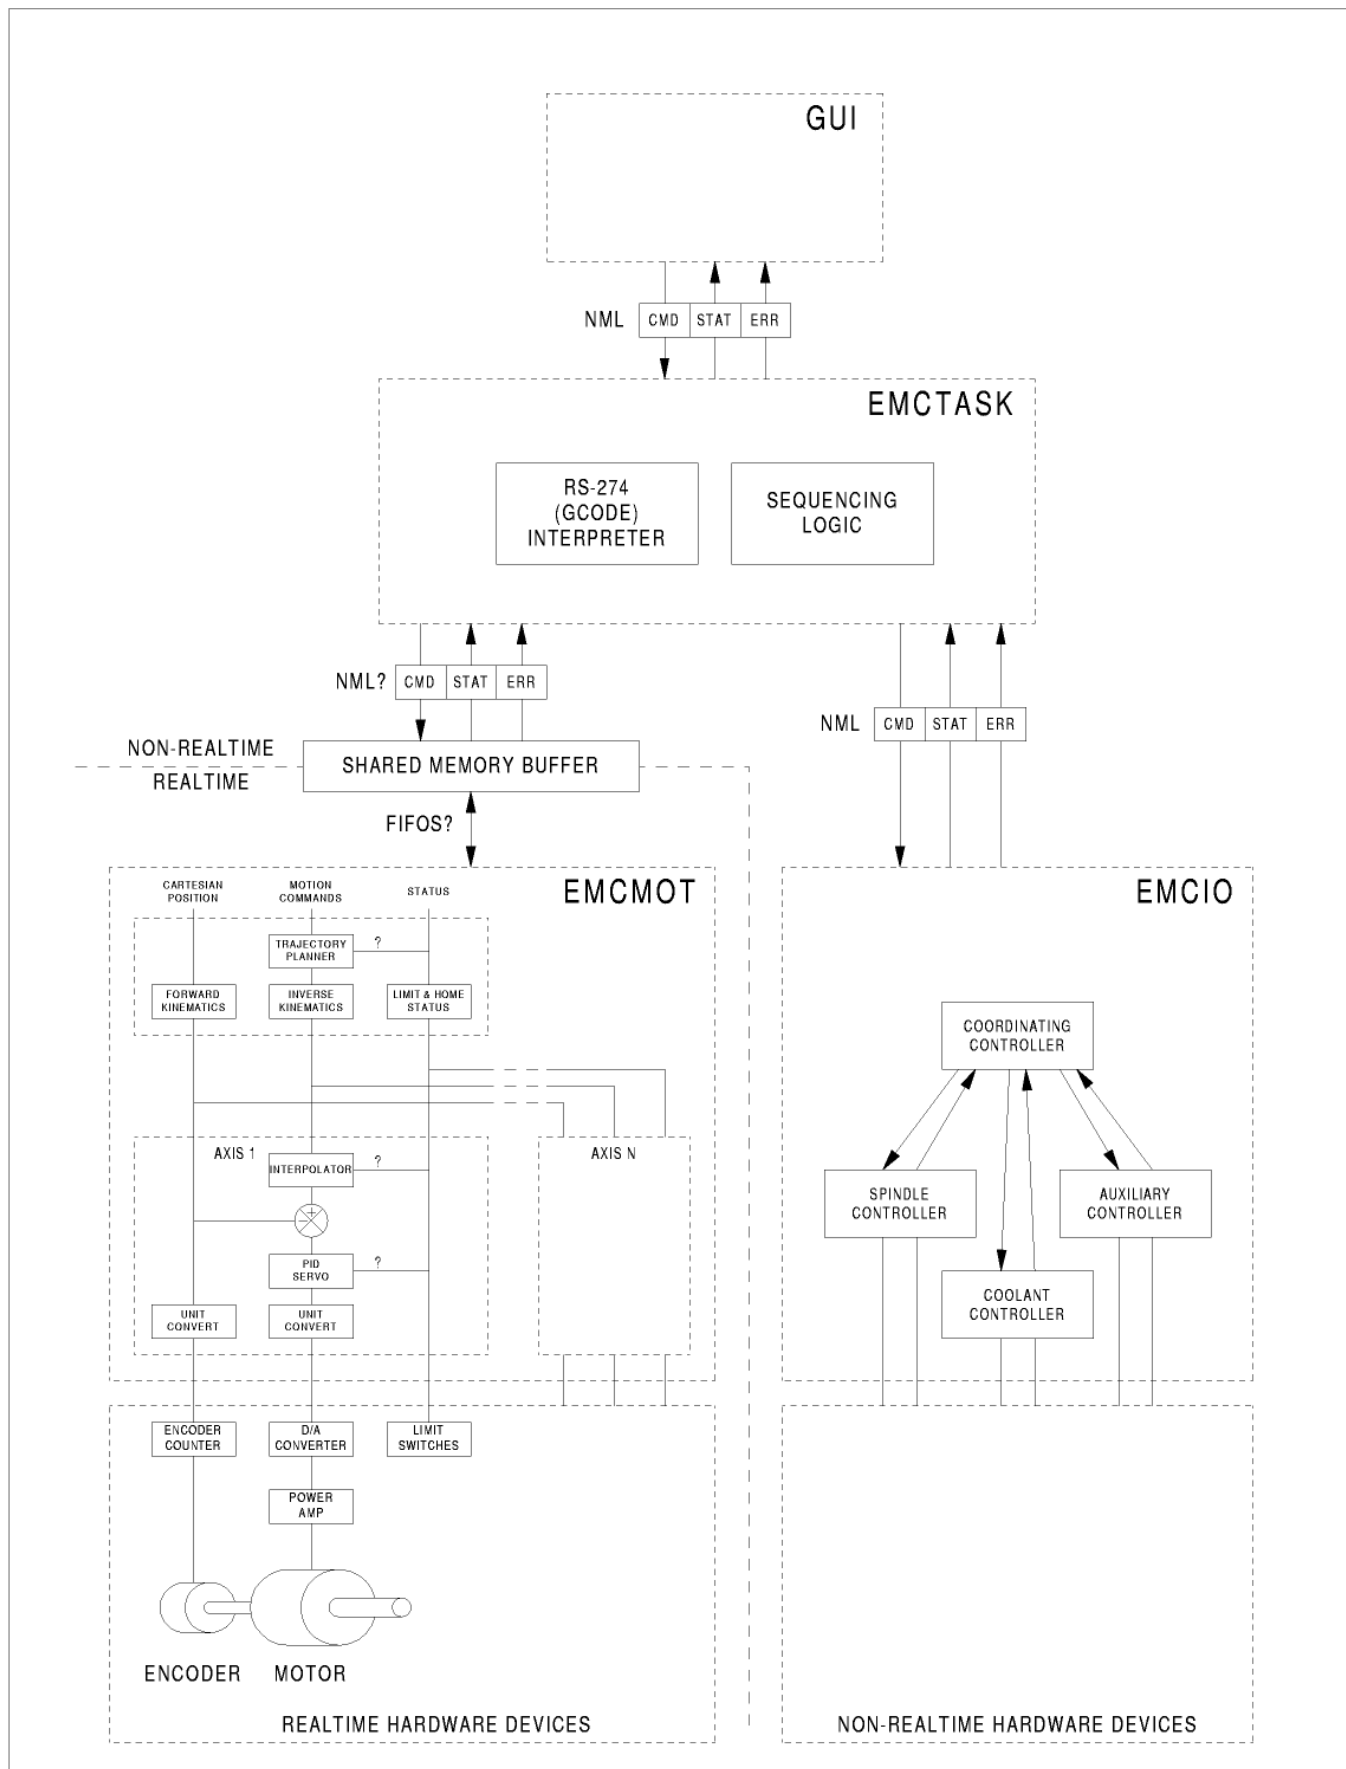 GUI
NML
CMD
STAT
ERR
EMCTASK
RS-274
(GCODE)
INTERPRETER
SEQUENCING
LOGIC
NML?
CMD
STAT
ERR
NML
CMD
STAT
ERR
NON-REALTIME
REALTIME
SHARED MEMORY BUFFER
FIFOS?
EMCMOT
CARTESIAN
POSITION
MOTION
COMMANDS
STATUS
TRAJECTORY
PLANNER
?
FORWARD
KINEMATICS
INVERSE
KINEMATICS
LIMIT & HOME
STATUS
AXIS 1
INTERPOLATOR
?
+
−
PID
SERVO
?
UNIT
CONVERT
UNIT
CONVERT
AXIS N
EMCIO
COORDINATING
CONTROLLER
SPINDLE
CONTROLLER
AUXILIARY
CONTROLLER
COOLANT
CONTROLLER
ENCODER
COUNTER
D/A
CONVERTER
LIMIT
SWITCHES
POWER
AMP
ENCODER
MOTOR
REALTIME HARDWARE DEVICES
NON-REALTIME HARDWARE DEVICES